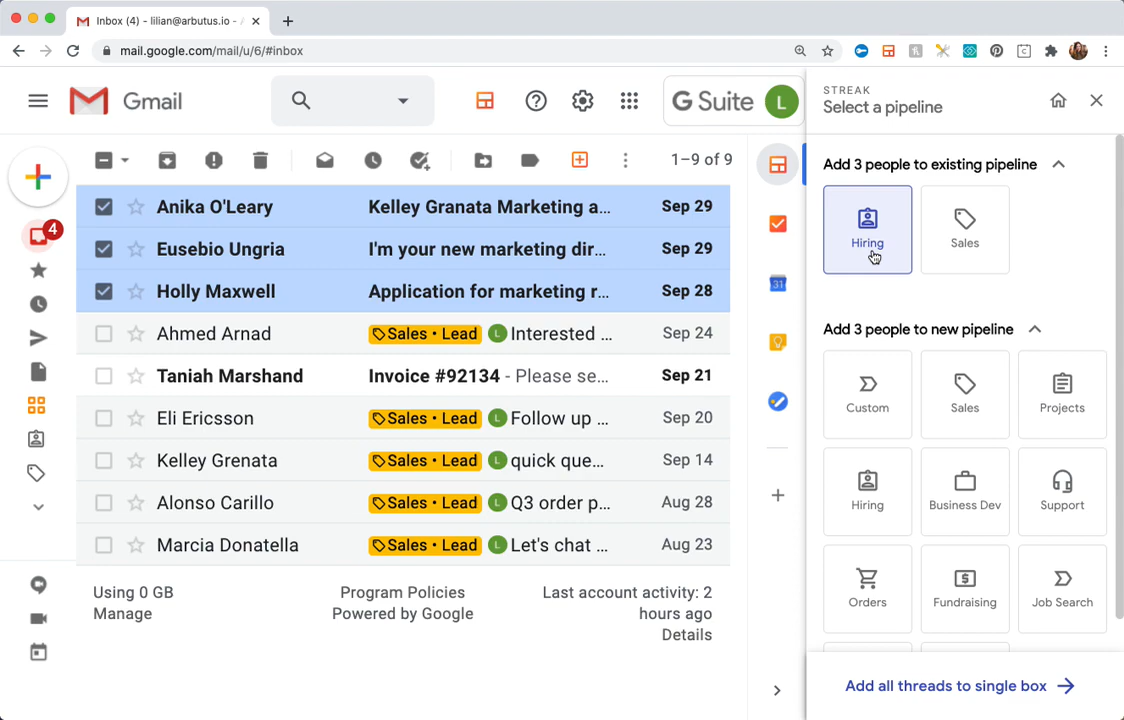 Inbox (4) - lilian@arbutus.io -
mail.google.com/mail/u/6/#inbox
Gmail
G Suite
L
STREAK
Select a pipeline
1–9 of 9
Add 3 people to existing pipeline
Hiring
Sales
4
Anika O'Leary Kelley Granata Marketing a... Sep 29
Eusebio Ungria I'm your new marketing dir... Sep 29
Holly Maxwell Application for marketing r... Sep 28
Ahmed Arnad Sales • Lead L Interested ... Sep 24
Taniah Marshand Invoice #92134 - Please se... Sep 21
Eli Ericsson Sales • Lead L Follow up ... Sep 20
Kelley Grenata Sales • Lead L quick que... Sep 14
Alonso Carillo Sales • Lead L Q3 order p... Aug 28
Marcia Donatella Sales • Lead L Let's chat ... Aug 23
31
Add 3 people to new pipeline
Custom
Sales
Projects
Hiring
Business Dev
Support
Orders
Fundraising
Job Search
Using 0 GB
Manage
Program Policies
Powered by Google
Last account activity: 2
hours ago
Details
Add all threads to single box